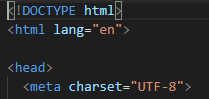 <!DOCTYPE html>
<html lang="en">
<head>
<meta charset="UTF-8">